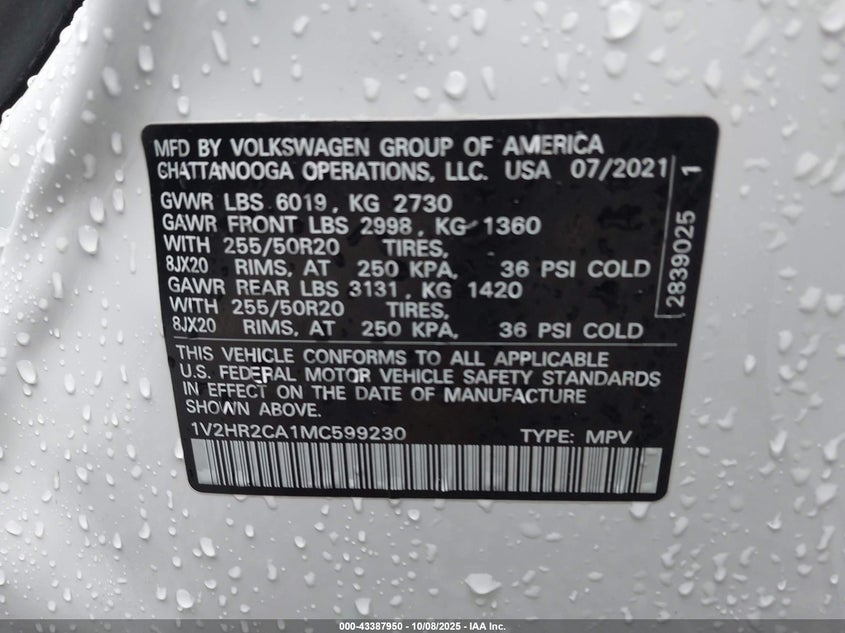 MFD BY VOLKSWAGEN GROUP OF AMERICA
CHATTANOOGA OPERATIONS, LLC. USA 07/2021
GVWR LBS 6019, KG 2730
GAWR FRONT LBS 2998, KG 1360
WITH 255/50R20 TIRES,
8JX20 RIMS, AT 250 KPA, 36 PSI COLD
GAWR REAR LBS 3131, KG 1420
WITH 255/50R20 TIRES,
8JX20 RIMS, AT 250 KPA, 36 PSI COLD
2839025 1
THIS VEHICLE CONFORMS TO ALL APPLICABLE
U.S. FEDERAL MOTOR VEHICLE SAFETY STANDARDS
IN EFFECT ON THE DATE OF MANUFACTURE
SHOWN ABOVE.
1V2HR2CA1MC599230 TYPE: MPV
000-43387950 | 10/08/2025 - IAA Inc.